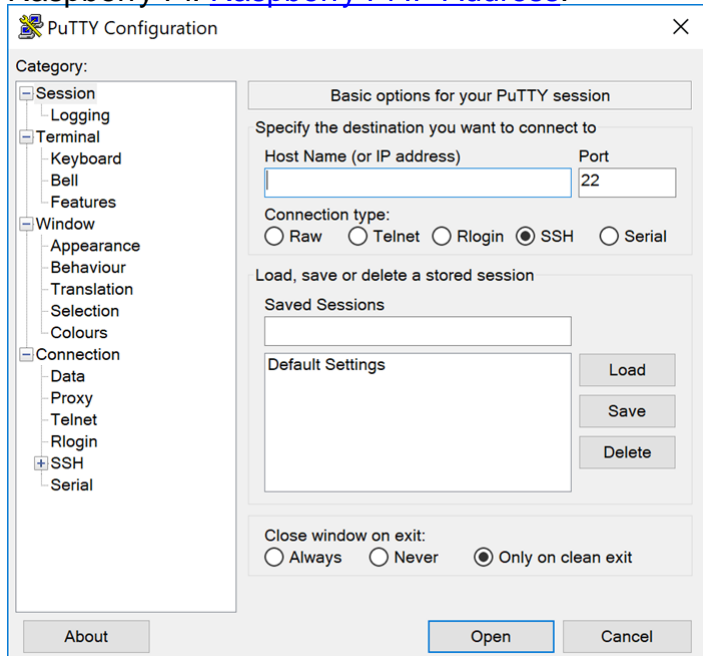 PuTTY Configuration
Category:
Session
Logging
Terminal
Keyboard
Bell
Features
Window
Appearance
Behaviour
Translation
Selection
Colours
Connection
Data
Proxy
Telnet
Rlogin
SSH
Serial
Basic options for your PuTTY session
Specify the destination you want to connect to
Host Name (or IP address) Port
22
Connection type:
Raw Telnet Rlogin SSH Serial
Load, save or delete a stored session
Saved Sessions
Default Settings
Load
Save
Delete
Close window on exit:
Always Never Only on clean exit
About Open Cancel